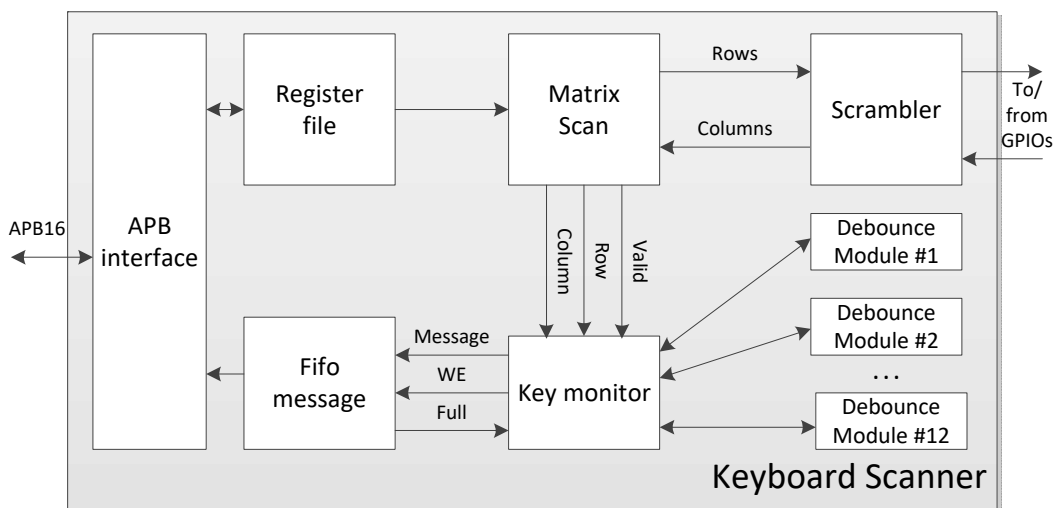 Rows
Columns
To/
from
GPIOs
Register
file
Matrix
Scan
Scrambler
APB16
APB
interface
Column
Row
Valid
Debounce
Module #1
Debounce
Module #2
...
Debounce
Module #12
Message
WE
Full
Fifo
message
Key monitor
Keyboard Scanner